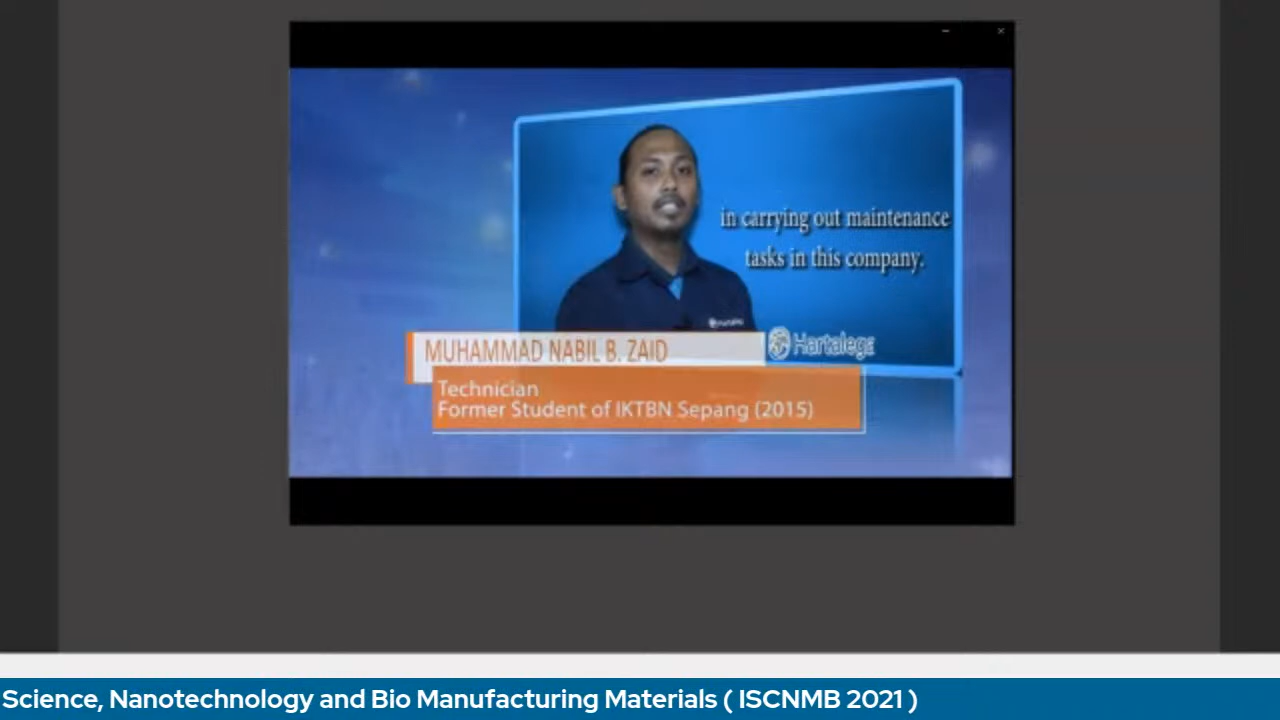 in carrying out maintenance
tasks in this company.
Hartalega
MUHAMMAD NABIL B. ZAID
Technician
Former Student of IKTBN Sepang (2015)
Science, Nanotechnology and Bio Manufacturing Materials ( ISCNMB 2021 )